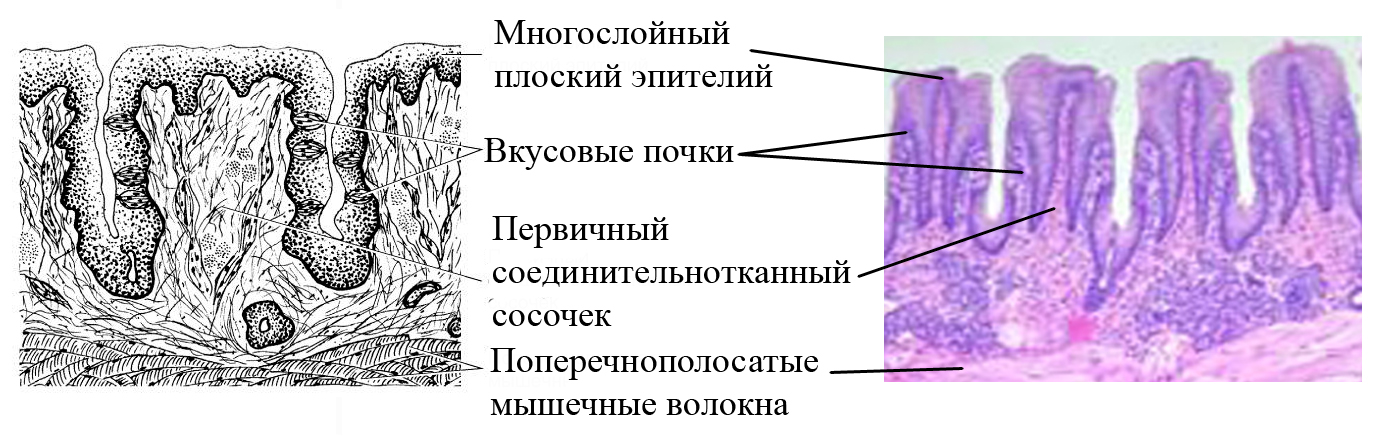 Многослойный
плоский эпителий
Вкусовые почки
Первичный
соединительнотканный
сосочек
Поперечнополосатые
мышечные волокна